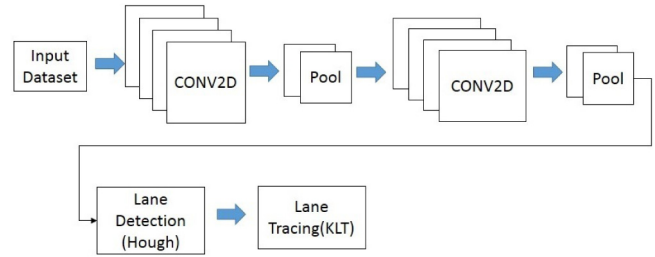 Input
Dataset
CONV2D
Pool
CONV2D
Pool
Lane
Detection
(Hough)
Lane
Tracing(KLT)